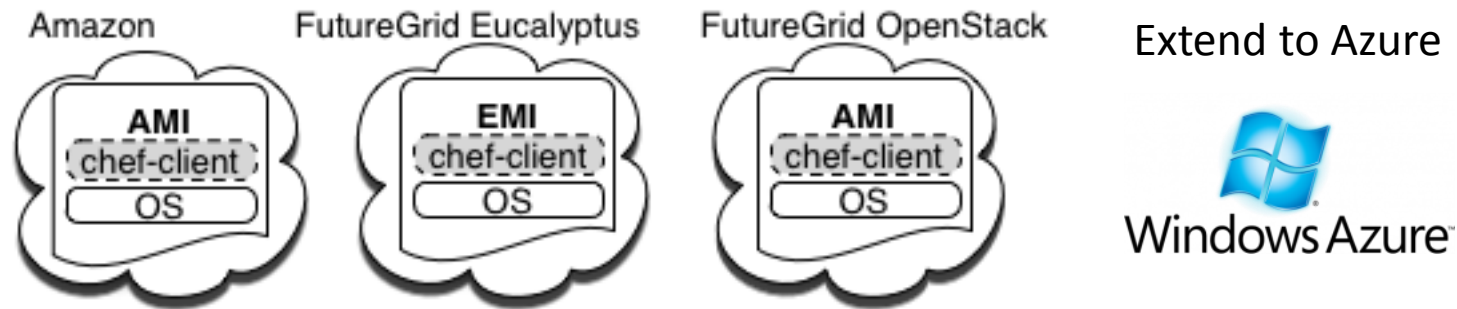 Amazon
FutureGrid Eucalyptus
FutureGrid OpenStack
Extend to Azure
AMI
chef-client
OS
EMI
chef-client
OS
AMI
chef-client
OS
Windows Azure™